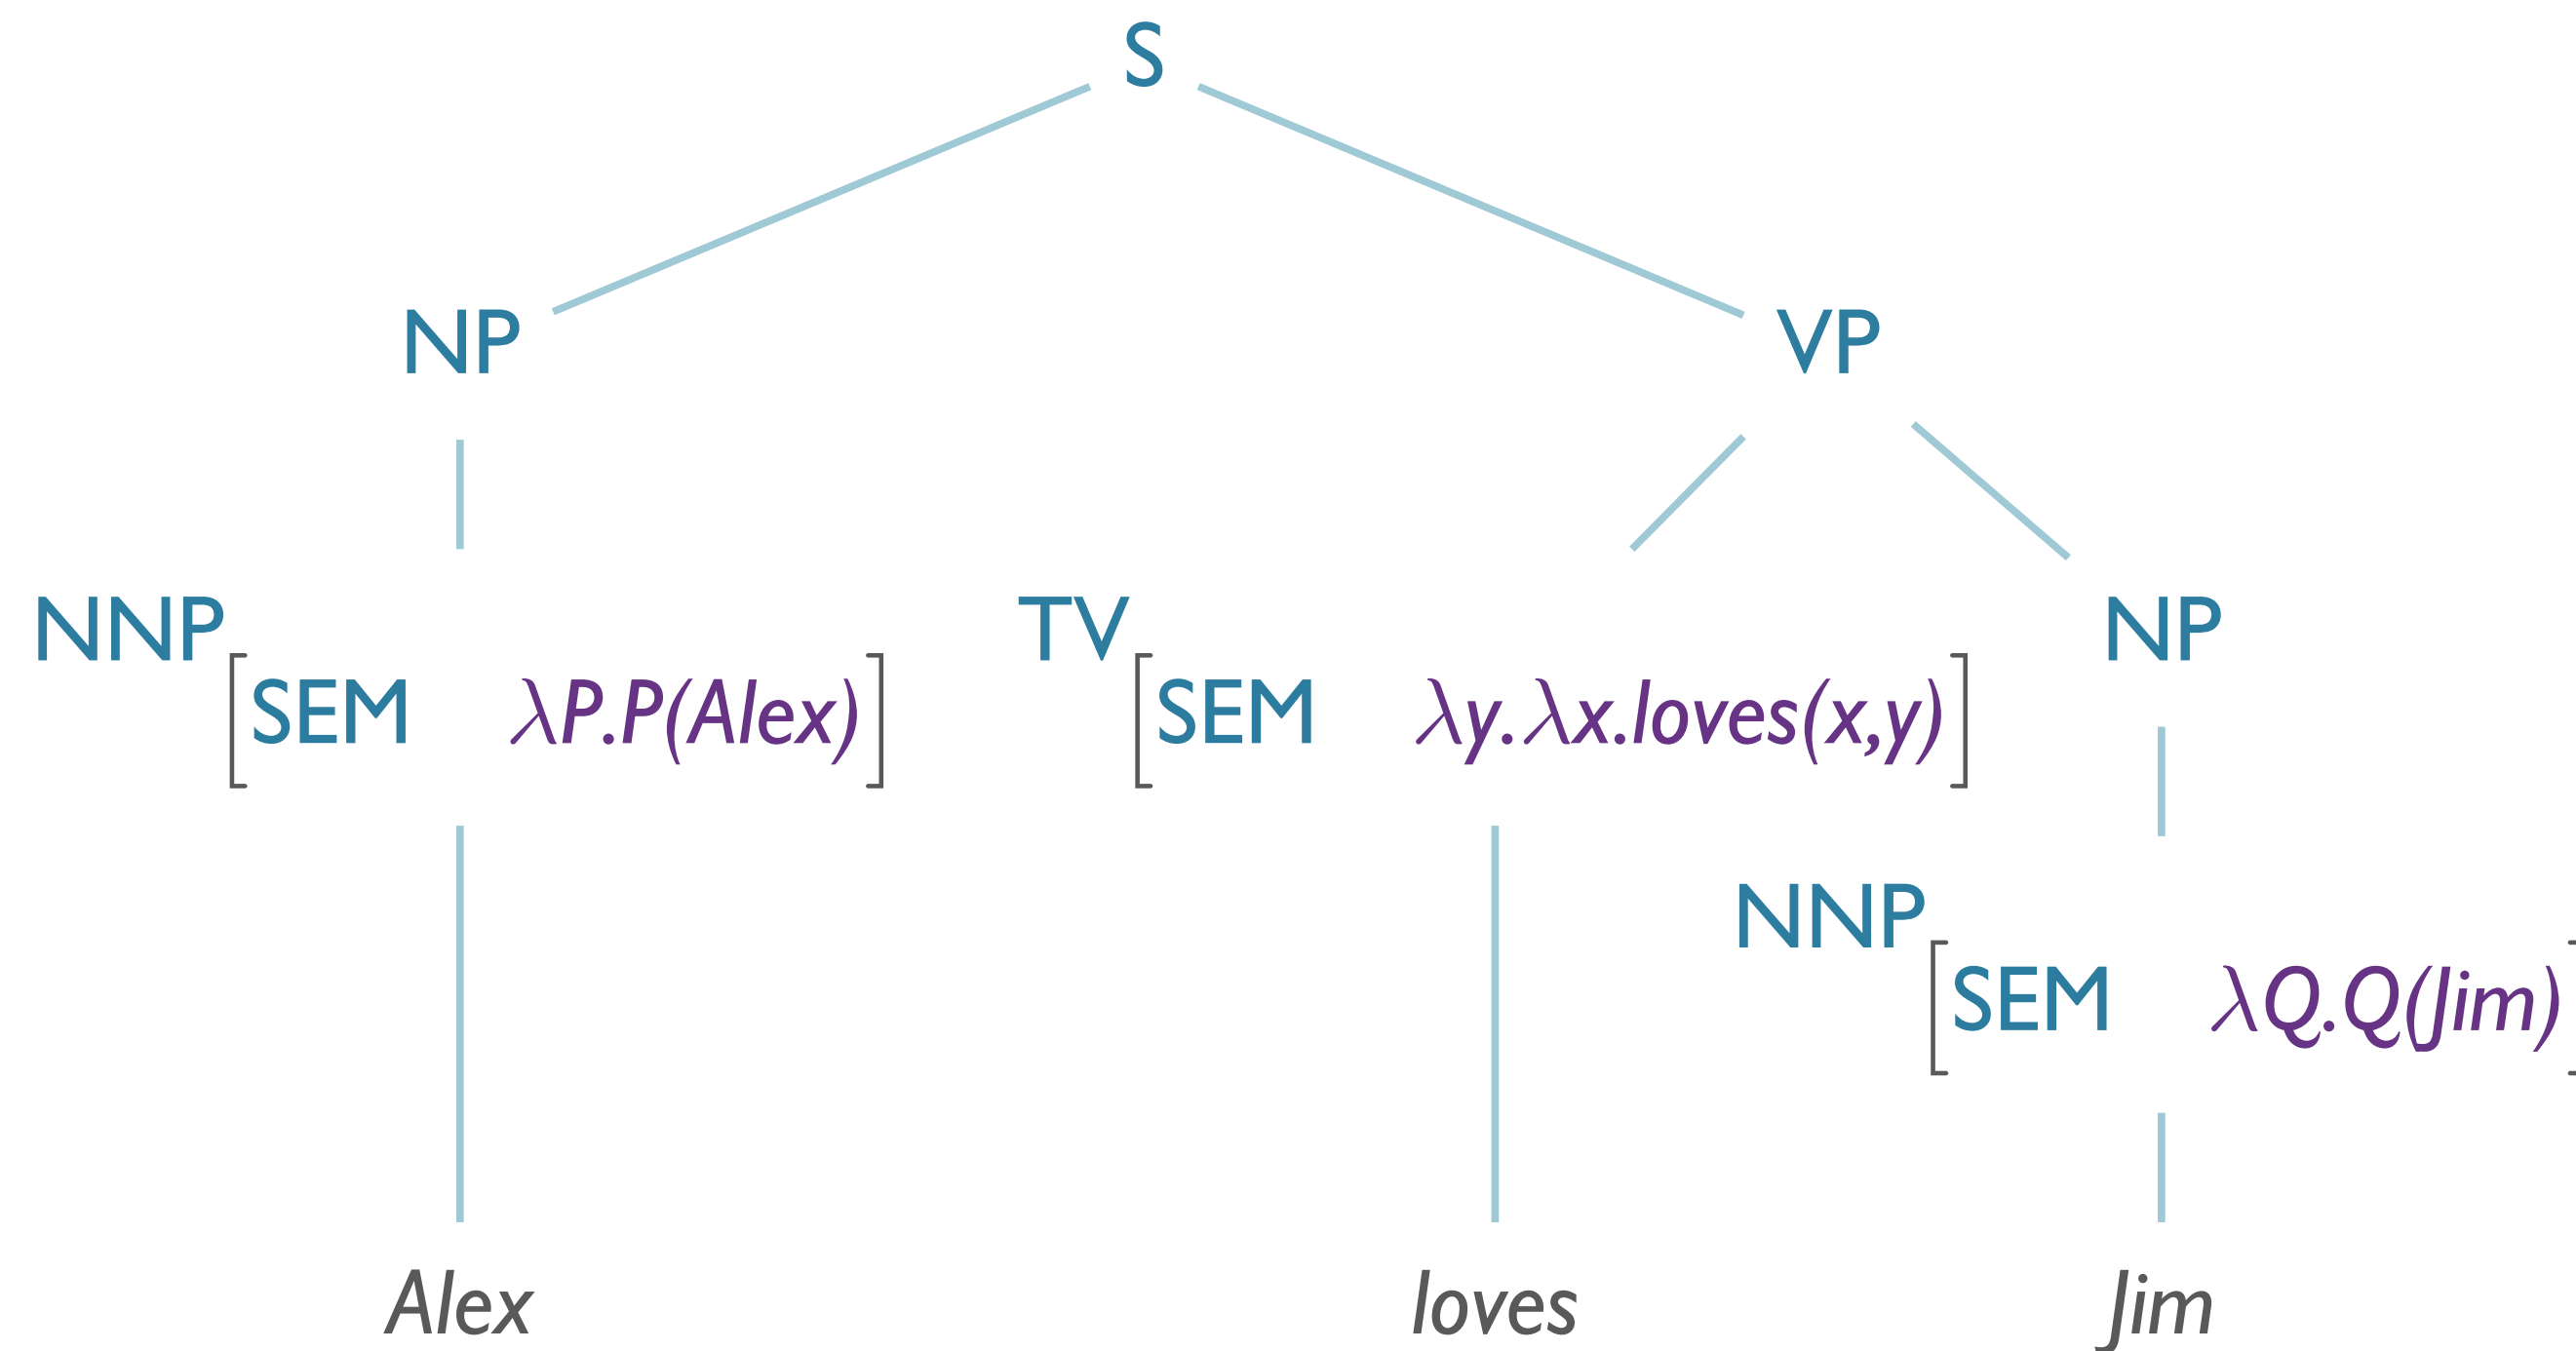 S
NP VP
NNP TV NP
[SEM λP.P(Alex)] [SEM λy.λx.loves(x,y)]
NNP
[SEM λQ.Q(Jim)]
Alex loves Jim